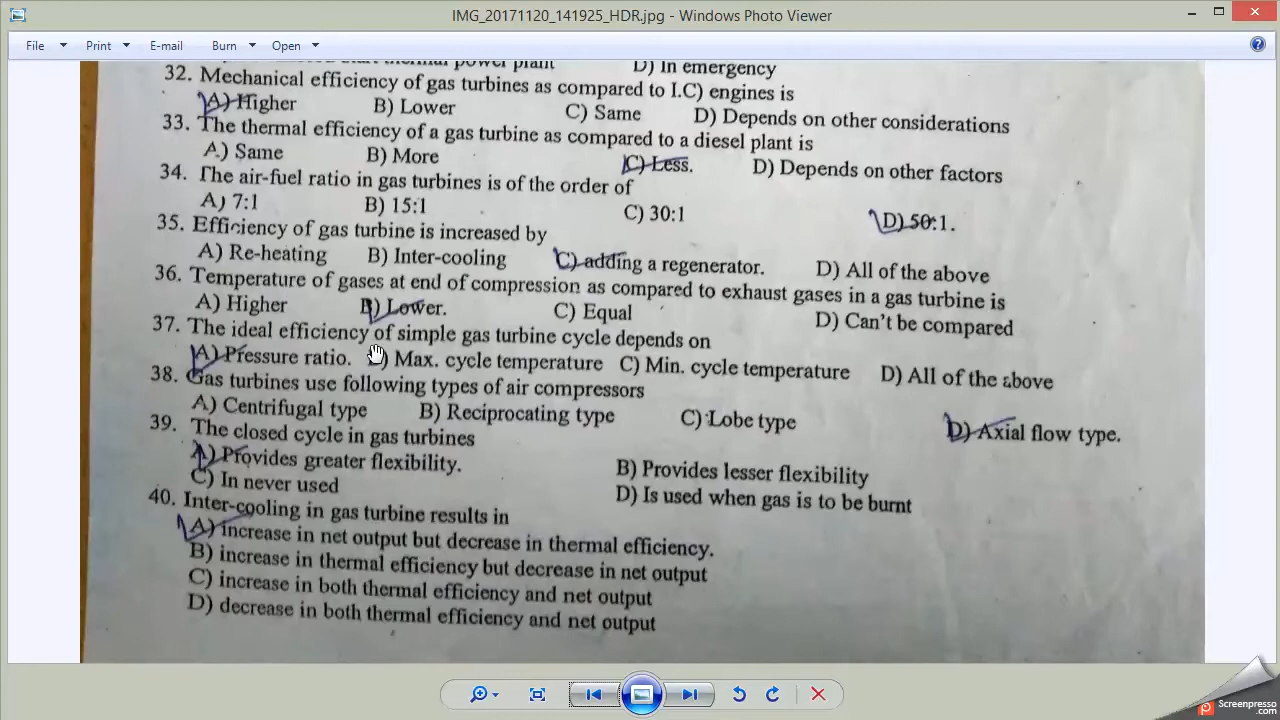 IMG_20171120_141925_HDR.jpg - Windows Photo Viewer
File Print E-mail Burn Open
thermal power plant D) In emergency
32. Mechanical efficiency of gas turbines as compared to I.C) engines is
A) Higher B) Lower C) Same D) Depends on other considerations
33. The thermal efficiency of a gas turbine as compared to a diesel plant is
A.) Same B) More C) Less. D) Depends on other factors
34. The air-fuel ratio in gas turbines is of the order of
A) 7:1 B) 15:1 C) 30:1 D) 50:1.
35. Efficiency of gas turbine is increased by
A) Re-heating B) Inter-cooling C) adding a regenerator. D) All of the above
36. Temperature of gases at end of compression as compared to exhaust gases in a gas turbine is
A) Higher B) Lower. C) Equal D) Can't be compared
37. The ideal efficiency of simple gas turbine cycle depends on
A) Pressure ratio. B) Max. cycle temperature C) Min. cycle temperature D) All of the above
38. Gas turbines use following types of air compressors
A) Centrifugal type B) Reciprocating type C) Lobe type D) Axial flow type.
39. The closed cycle in gas turbines
A) Provides greater flexibility. B) Provides lesser flexibility
C) In never used D) Is used when gas is to be burnt
40. Inter-cooling in gas turbine results in
A) increase in net output but decrease in thermal efficiency.
B) increase in thermal efficiency but decrease in net output
C) increase in both thermal efficiency and net output
D) decrease in both thermal efficiency and net output
Screenpresso
.com